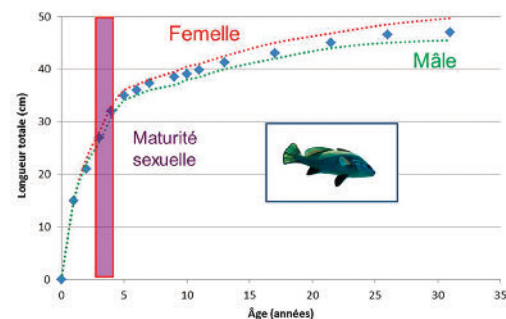 Femelle
Mâle
Maturité
sexuelle
Longueur totale (cm)
50
40
30
20
10
0
0 5 10 15 20 25 30 35
Âge (années)